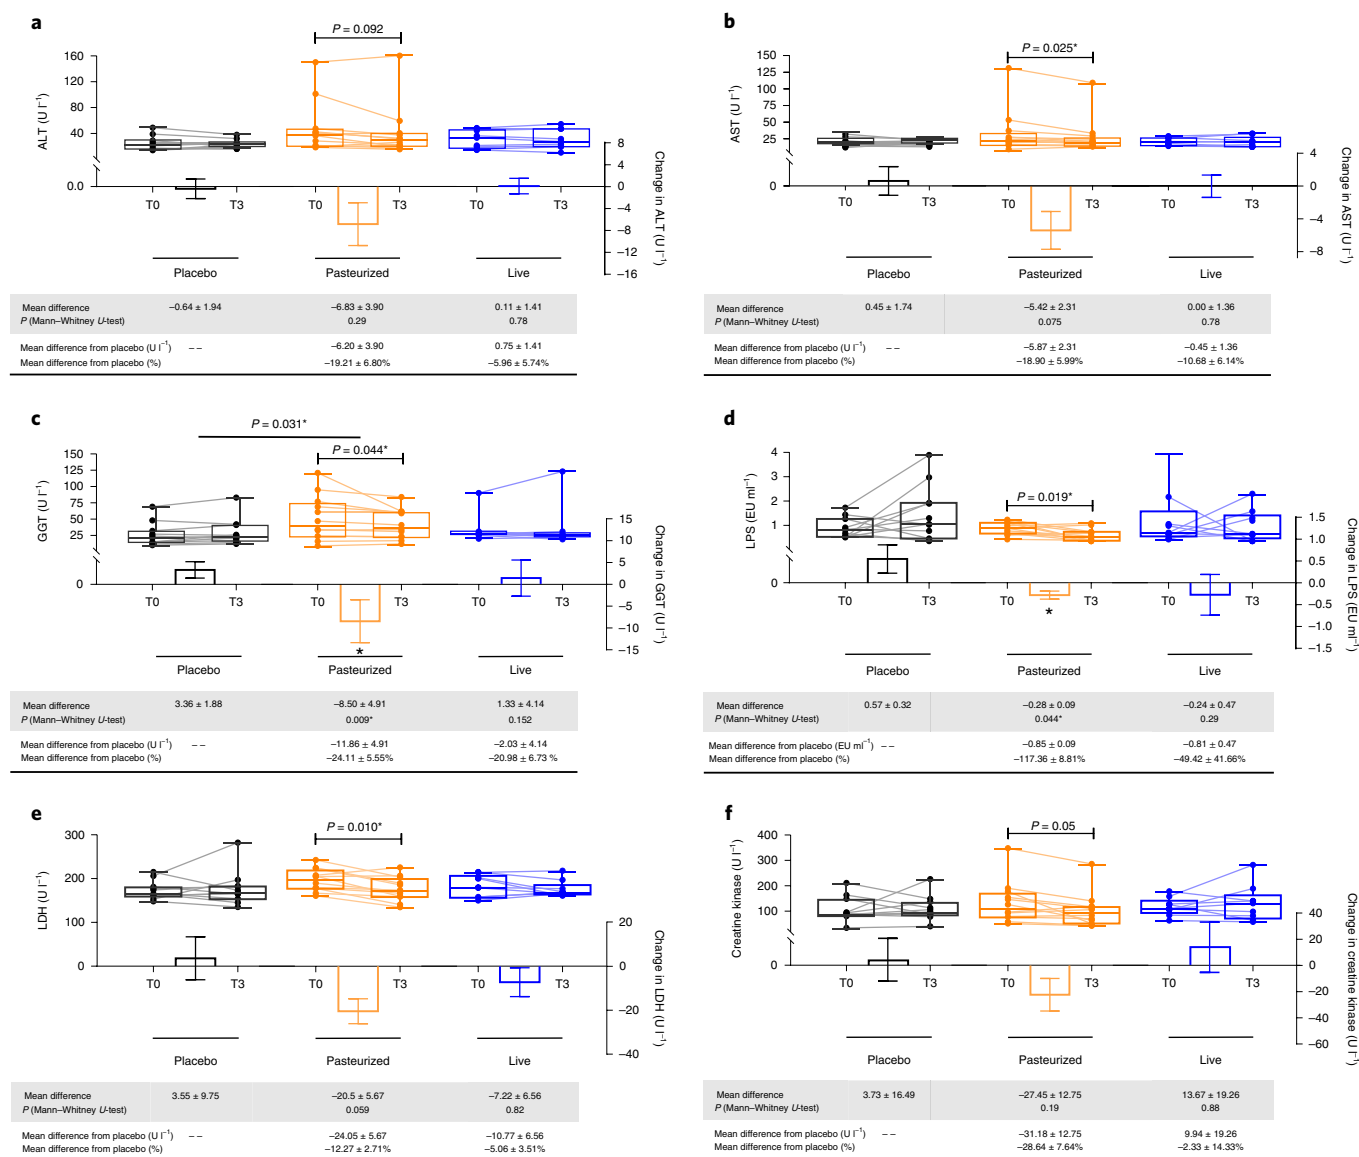 a
P = 0.092
ALT (U l⁻¹)
160
120
80
40
0.0
8
4
0
−4
−8
−12
−16
Change in ALT (U l⁻¹)
T0 T3 T0 T3 T0 T3
Placebo Pasteurized Live
Mean difference −0.64 ± 1.94 −6.83 ± 3.90 0.11 ± 1.41
P (Mann–Whitney U-test) 0.29 0.78
Mean difference from placebo (U l⁻¹) – – −6.20 ± 3.90 0.75 ± 1.41
Mean difference from placebo (%) −19.21 ± 6.80% −5.96 ± 5.74%
b
P = 0.025*
AST (U l⁻¹)
150
125
100
75
50
25
0
4
0
−4
−8
Change in AST (U l⁻¹)
T0 T3 T0 T3 T0 T3
Placebo Pasteurized Live
Mean difference 0.45 ± 1.74 −5.42 ± 2.31 0.00 ± 1.36
P (Mann–Whitney U-test) 0.075 0.78
Mean difference from placebo (U l⁻¹) – – −5.87 ± 2.31 −0.45 ± 1.36
Mean difference from placebo (%) −18.90 ± 5.99% −10.68 ± 6.14%
c
P = 0.031*
P = 0.044*
GGT (U l⁻¹)
150
125
100
75
50
25
0
15
10
5
0
−5
−10
−15
Change in GGT (U l⁻¹)
T0 T3 T0 T3 T0 T3
*
Placebo Pasteurized Live
Mean difference 3.36 ± 1.88 −8.50 ± 4.91 1.33 ± 4.14
P (Mann–Whitney U-test) 0.009* 0.152
Mean difference from placebo (U l⁻¹) – – −11.86 ± 4.91 −2.03 ± 4.14
Mean difference from placebo (%) −24.11 ± 5.55% −20.98 ± 6.73 %
d
P = 0.019*
LPS (EU ml⁻¹)
4
3
2
1
0
1.5
1.0
0.5
0.0
−0.5
−1.0
−1.5
Change in LPS (EU ml⁻¹)
T0 T3 T0 T3 T0 T3
*
Placebo Pasteurized Live
Mean difference 0.57 ± 0.32 −0.28 ± 0.09 −0.24 ± 0.47
P (Mann–Whitney U-test) 0.044* 0.29
Mean difference from placebo (EU ml⁻¹) – – −0.85 ± 0.09 −0.81 ± 0.47
Mean difference from placebo (%) −117.36 ± 8.81% −49.42 ± 41.66%
e
P = 0.010*
LDH (U l⁻¹)
300
200
100
0
20
0
−20
−40
Change in LDH (U l⁻¹)
T0 T3 T0 T3 T0 T3
Placebo Pasteurized Live
Mean difference 3.55 ± 9.75 −20.5 ± 5.67 −7.22 ± 6.56
P (Mann–Whitney U-test) 0.059 0.82
Mean difference from placebo (U l⁻¹) – – −24.05 ± 5.67 −10.77 ± 6.56
Mean difference from placebo (%) −12.27 ± 2.71% −5.06 ± 3.51%
f
P = 0.05
Creatine kinase (U l⁻¹)
400
300
200
100
0
40
20
0
−20
−40
−60
Change in creatine kinase (U l⁻¹)
T0 T3 T0 T3 T0 T3
Placebo Pasteurized Live
Mean difference 3.73 ± 16.49 −27.45 ± 12.75 13.67 ± 19.26
P (Mann–Whitney U-test) 0.19 0.88
Mean difference from placebo (U l⁻¹) – – −31.18 ± 12.75 9.94 ± 19.26
Mean difference from placebo (%) −28.64 ± 7.64% −2.33 ± 14.33%